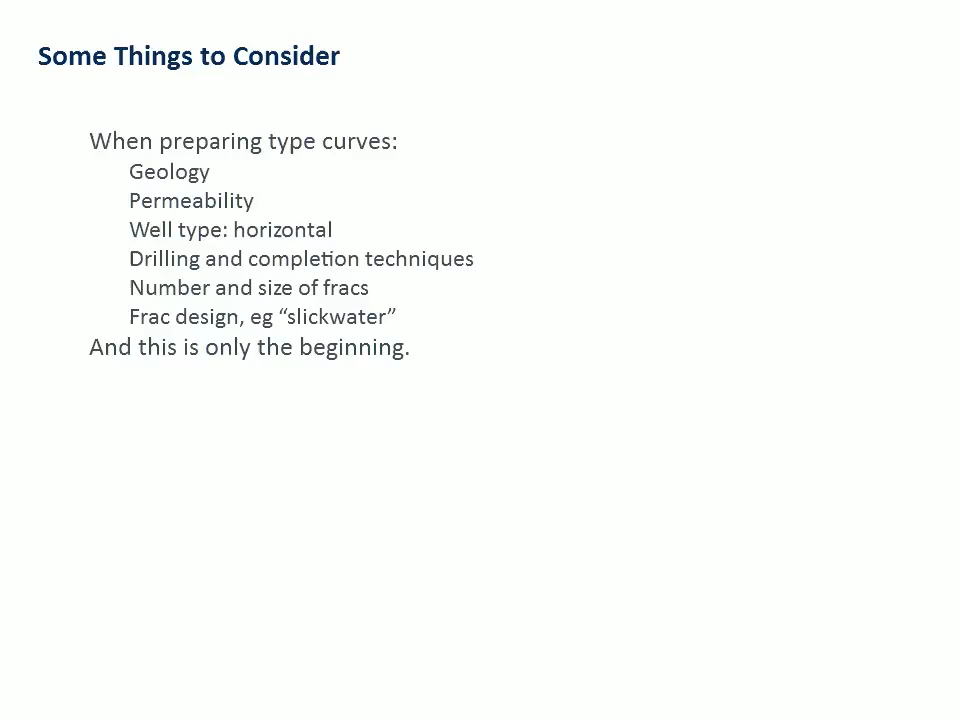 Some Things to Consider
When preparing type curves:
Geology
Permeability
Well type: horizontal
Drilling and completion techniques
Number and size of fracs
Frac design, eg “slickwater”
And this is only the beginning.